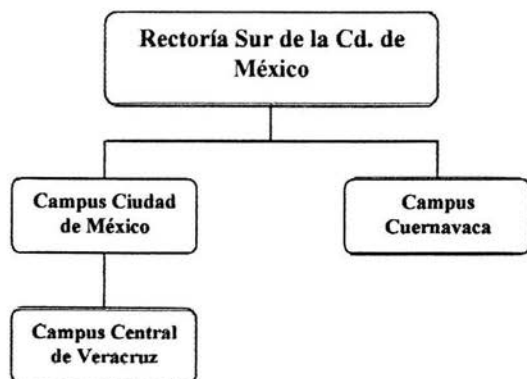 Rectoría Sur de la Cd. de
México
Campus Ciudad
de México
Campus
Cuernavaca
Campus Central
de Veracruz